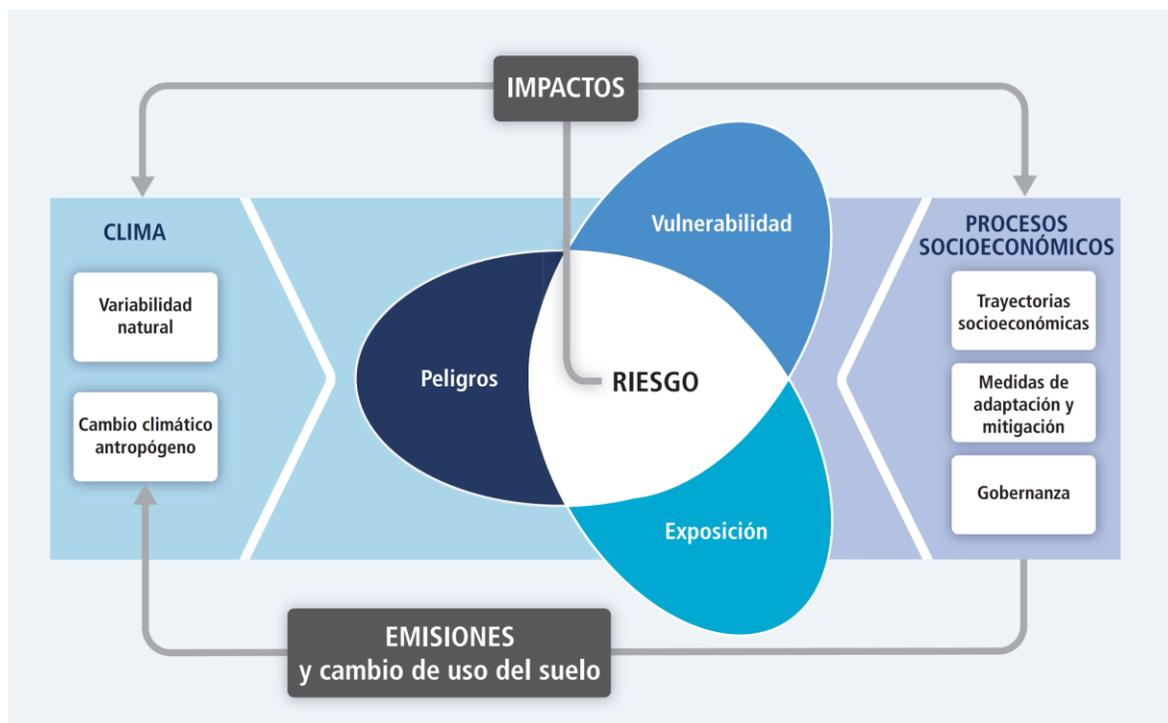 IMPACTOS
CLIMA
Variabilidad
natural
Cambio climático
antropógeno
Vulnerabilidad
Peligros
RIESGO
Exposición
PROCESOS
SOCIOECONÓMICOS
Trayectorias
socioeconómicas
Medidas de
adaptación y
mitigación
Gobernanza
EMISIONES
y cambio de uso del suelo